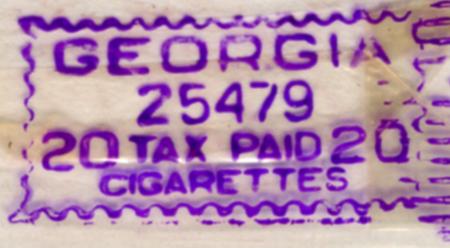 GEORGIA
25479
20 TAX PAID 20
CIGARETTES